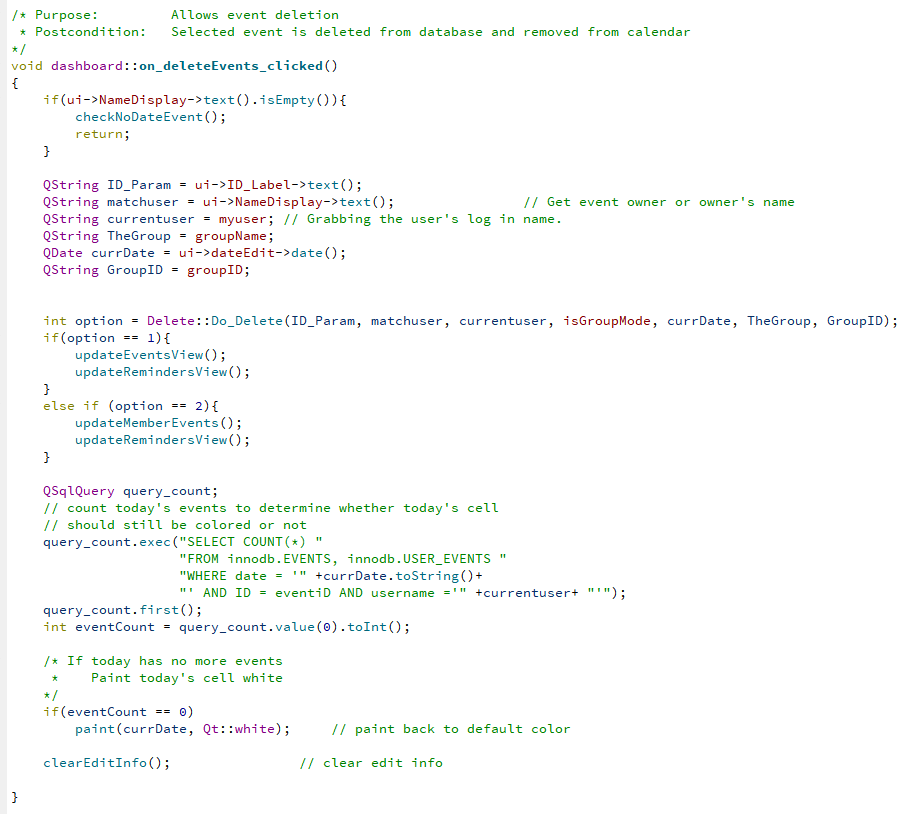 /* Purpose:         Allows event deletion
 * Postcondition:   Selected event is deleted from database and removed from calendar
*/
void dashboard::on_deleteEvents_clicked()
{
    if(ui->NameDisplay->text().isEmpty()){
        checkNoDateEvent();
        return;
    }

    QString ID_Param = ui->ID_Label->text();
    QString matchuser = ui->NameDisplay->text();                // Get event owner or owner's name
    QString currentuser = myuser; // Grabbing the user's log in name.
    QString TheGroup = groupName;
    QDate currDate = ui->dateEdit->date();
    QString GroupID = groupID;


    int option = Delete::Do_Delete(ID_Param, matchuser, currentuser, isGroupMode, currDate, TheGroup, GroupID);
    if(option == 1){
        updateEventsView();
        updateRemindersView();
    }
    else if (option == 2){
        updateMemberEvents();
        updateRemindersView();
    }

    QSqlQuery query_count;
    // count today's events to determine whether today's cell
    // should still be colored or not
    query_count.exec("SELECT COUNT(*) "
                     "FROM innodb.EVENTS, innodb.USER_EVENTS "
                     "WHERE date = '" +currDate.toString()+
                     "' AND ID = eventiD AND username ='" +currentuser+ "'");
    query_count.first();
    int eventCount = query_count.value(0).toInt();

    /* If today has no more events
     *    Paint today's cell white
    */
    if(eventCount == 0)
        paint(currDate, Qt::white);     // paint back to default color

    clearEditInfo();                // clear edit info

}